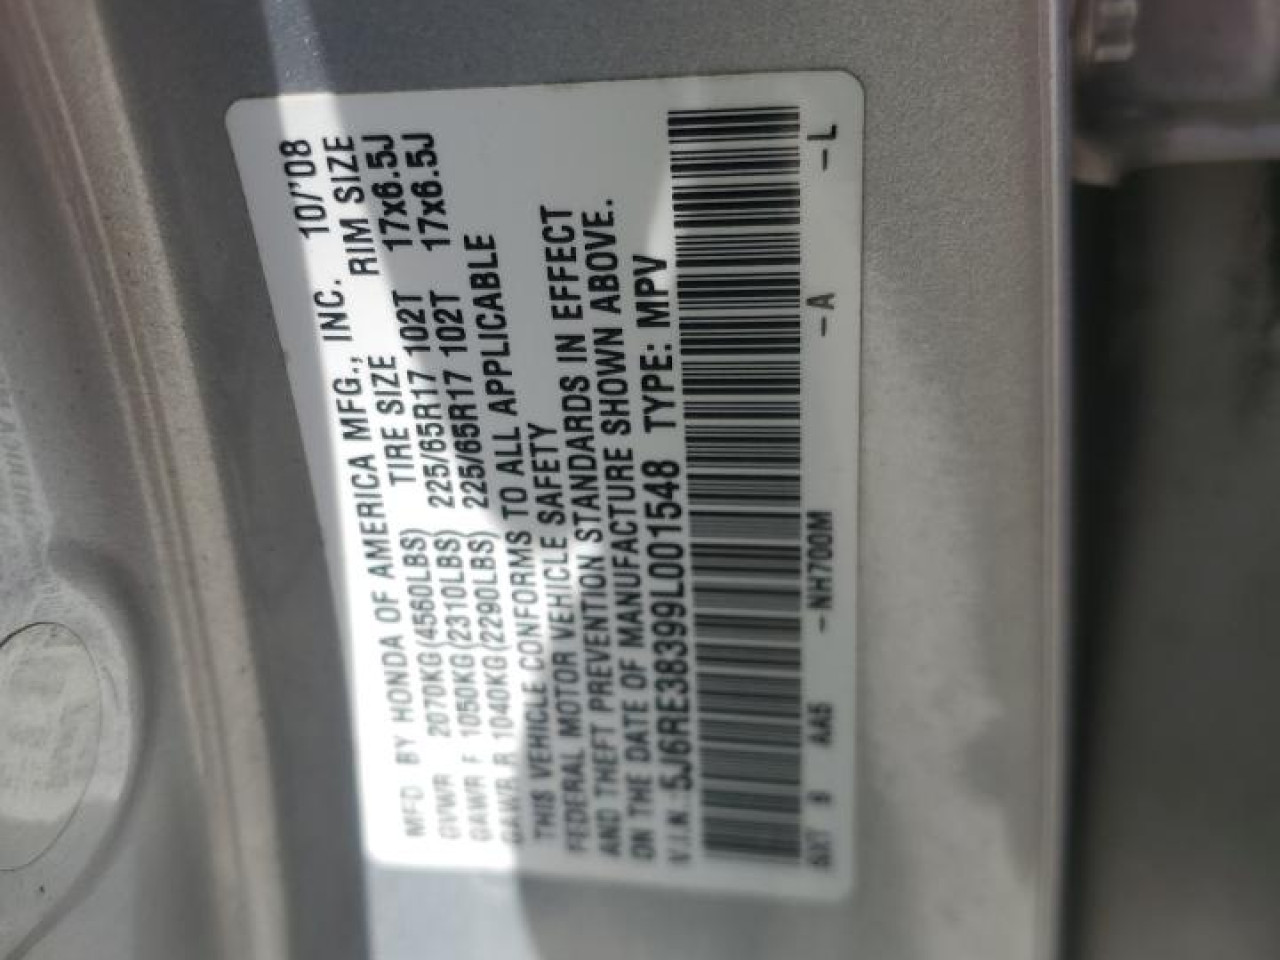 MFD BY HONDA OF AMERICA MFG., INC. 10/'08
GVWR 2070KG(4560LBS) TIRE SIZE RIM SIZE
GAWR F 1050KG(2310LBS) 225/65R17 102T 17x6.5J
GAWR R 1040KG(2290LBS) 225/65R17 102T 17x6.5J
THIS VEHICLE CONFORMS TO ALL APPLICABLE
FEDERAL MOTOR VEHICLE SAFETY
AND THEFT PREVENTION STANDARDS IN EFFECT
ON THE DATE OF MANUFACTURE SHOWN ABOVE.
V.I.N. 5J6RE38399L001548 TYPE: MPV
B AA5 -NH700M -A -L